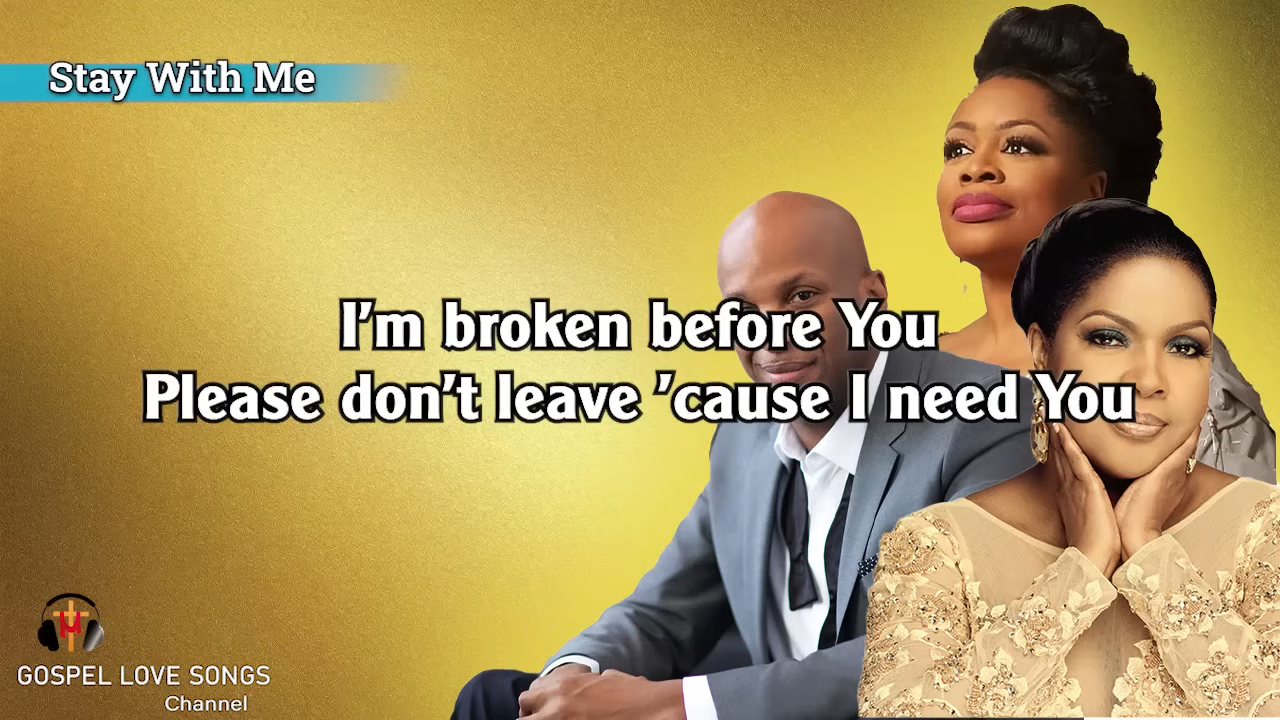 Stay With Me
I'm broken before You
Please don't leave 'cause I need You
GOSPEL LOVE SONGS
Channel